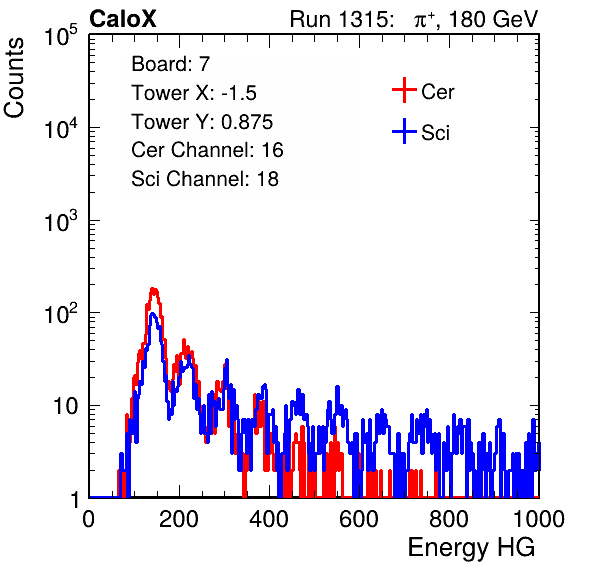 CaloX Run 1315: π⁺, 180 GeV
Board: 7
Tower X: -1.5
Tower Y: 0.875
Cer Channel: 16
Sci Channel: 18
Cer
Sci
Counts
10⁵
10⁴
10³
10²
10
1
0 200 400 600 800 1000
Energy HG